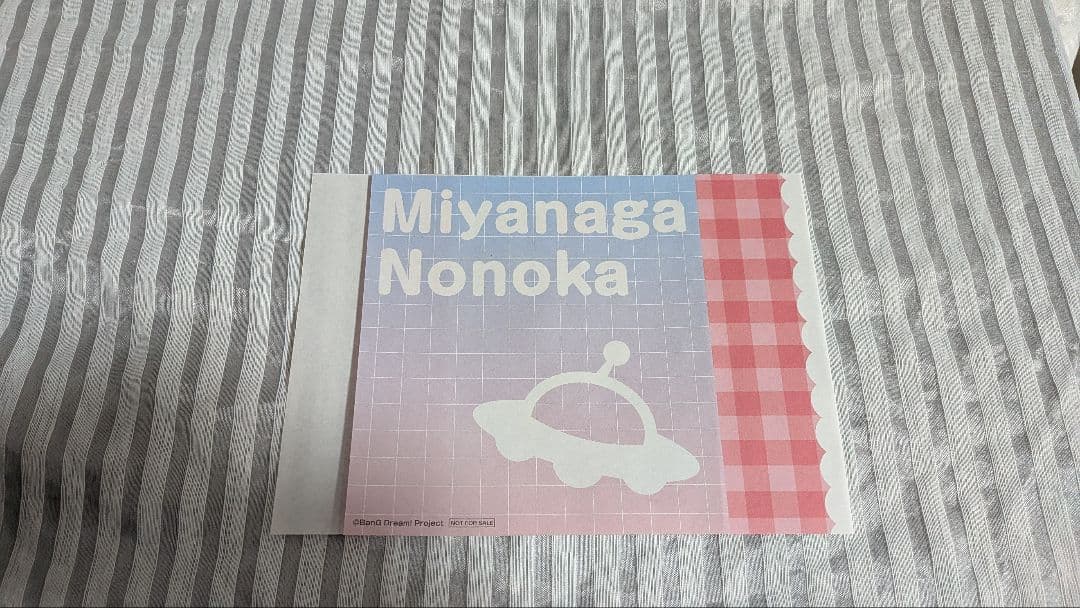 Miyanaga
Nonoka
©BanG Dream! Project NOT FOR SALE